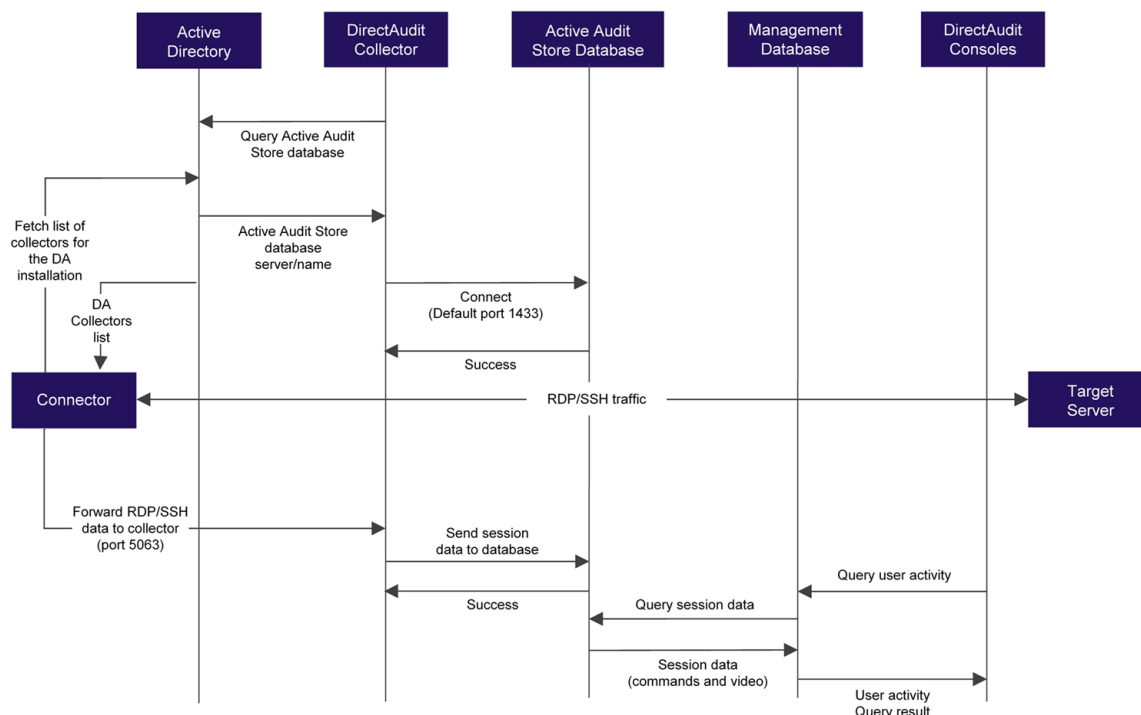 Active
Directory
DirectAudit
Collector
Active Audit
Store Database
Management
Database
DirectAudit
Consoles
Query Active Audit
Store database
Fetch list of
collectors for
the DA
installation
Active Audit Store
database
server/name
DA
Collectors
list
Connect
(Default port 1433)
Success
Connector
RDP/SSH traffic
Target
Server
Forward RDP/SSH
data to collector
(port 5063)
Send session
data to database
Query user activity
Success
Query session data
Session data
(commands and video)
User activity
Query result